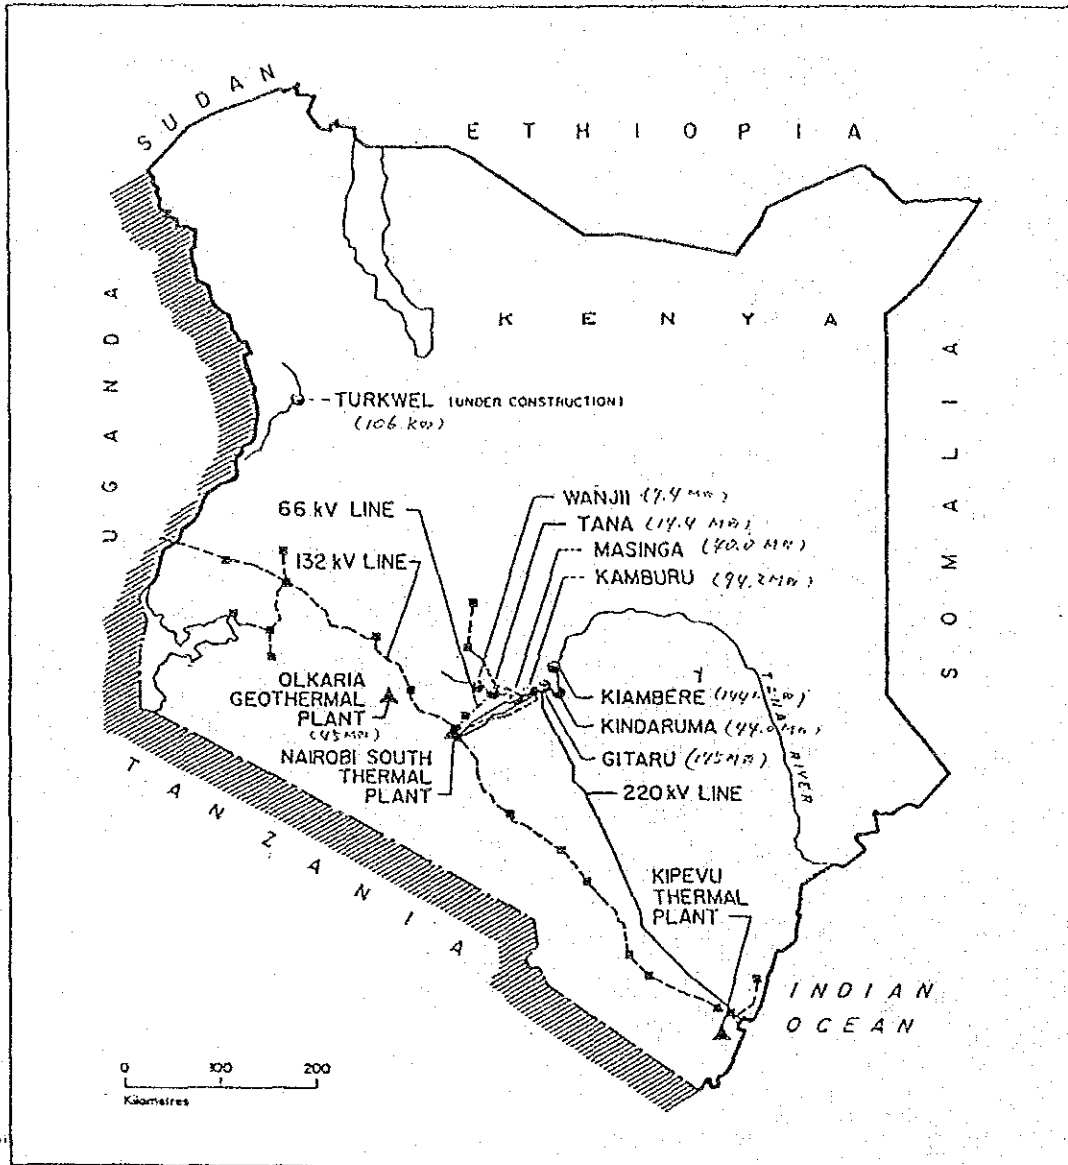 SUDAN
ETHIOPIA
UGANDA
KENYA
SOMALIA
TURKWEL (UNDER CONSTRUCTION)
(106 kW)
66 kV LINE
132 kV LINE
WANJII (7.4 MW)
TANA (14.4 MW)
MASINGA (40.0 MW)
KAMBURU (94.2 MW)
OLKARIA
GEOTHERMAL
PLANT
(45 MW)
NAIROBI SOUTH
THERMAL
PLANT
KIAMBERE
KINDARUMA (44.0 MW)
GITARU (145 MW)
220 kV LINE
TANA RIVER
KIPEVU
THERMAL
PLANT
TANZANIA
INDIAN
OCEAN
0 100 200
Kilometres